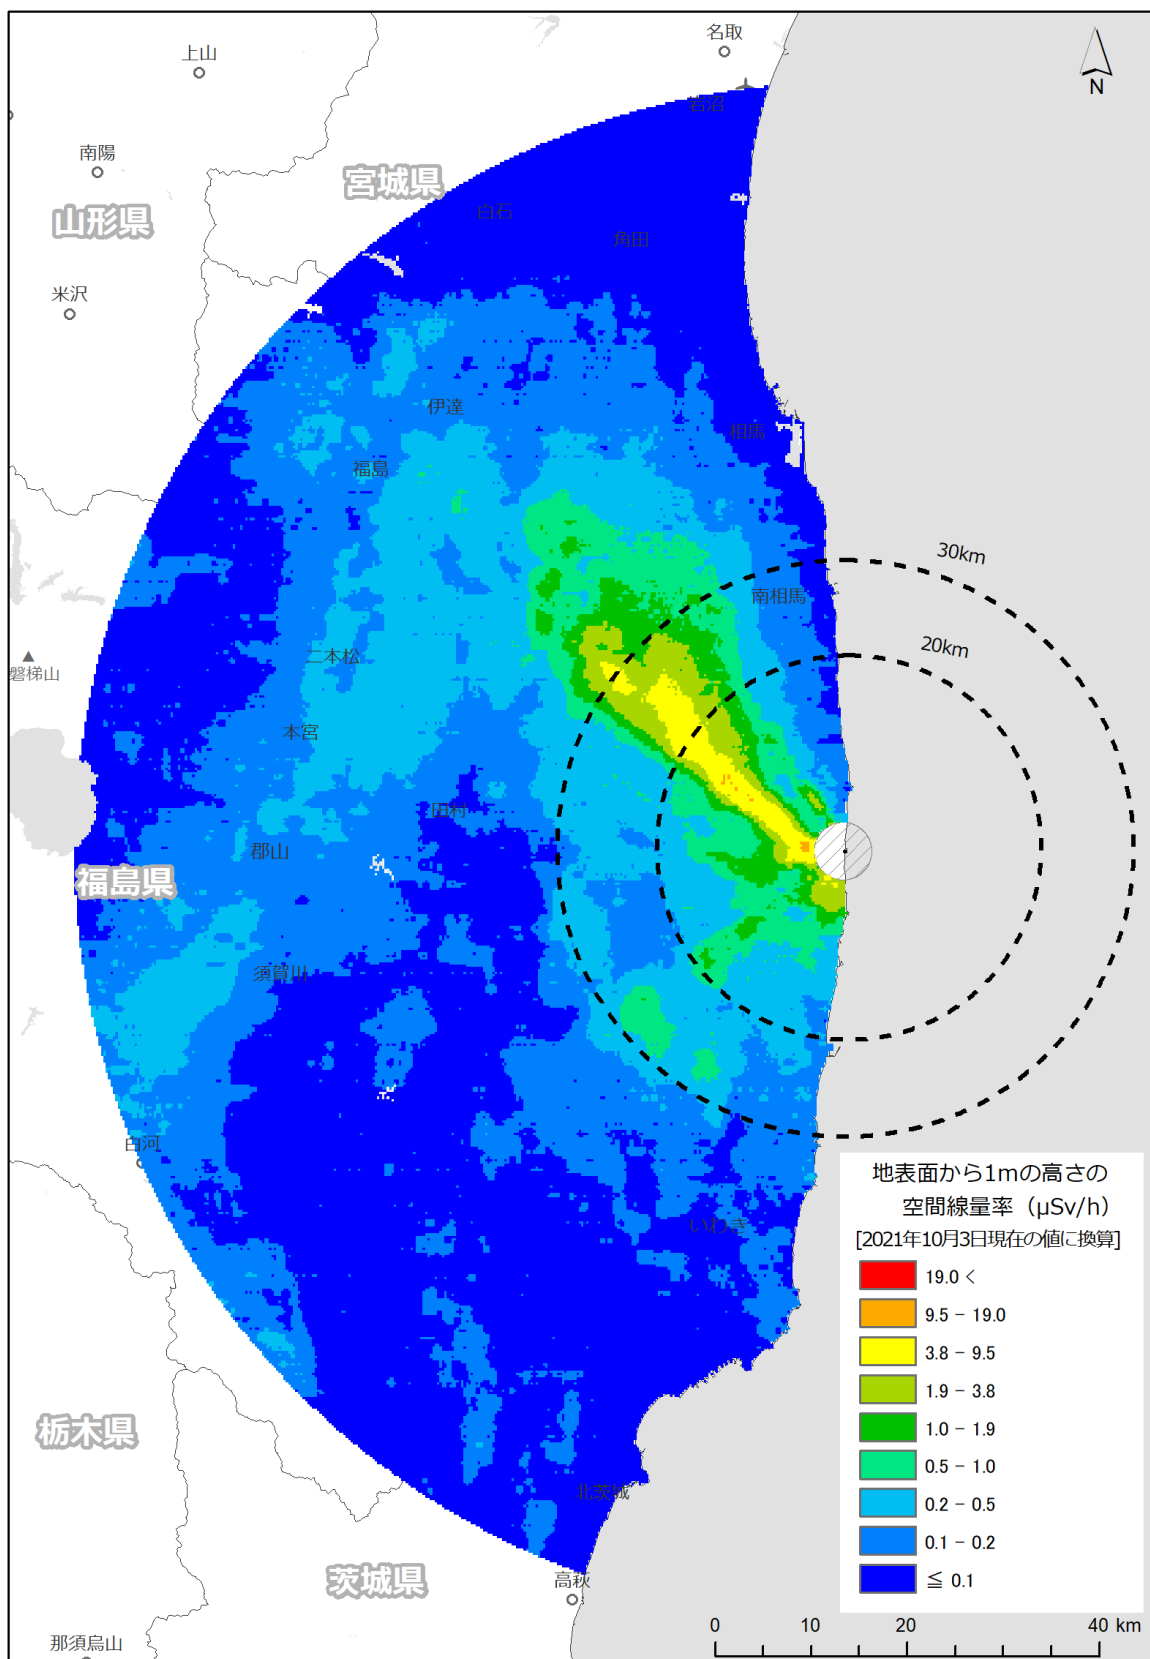 名取
上山
N
岩沼
南陽
宮城県
白石
山形県
角田
米沢
伊達
相馬
福島
30km
南相馬
20km
二本松
磐梯山
本宮
田村
郡山
福島県
須賀川
白河
地表面から1mの高さの
空間線量率（μSv/h）
いわき
[2021年10月3日現在の値に換算]
19.0 <
9.5 – 19.0
3.8 – 9.5
1.9 – 3.8
栃木県
1.0 – 1.9
0.5 – 1.0
北茨城
0.2 – 0.5
0.1 – 0.2
茨城県
高萩
≦ 0.1
0 10 20 40 km
那須烏山